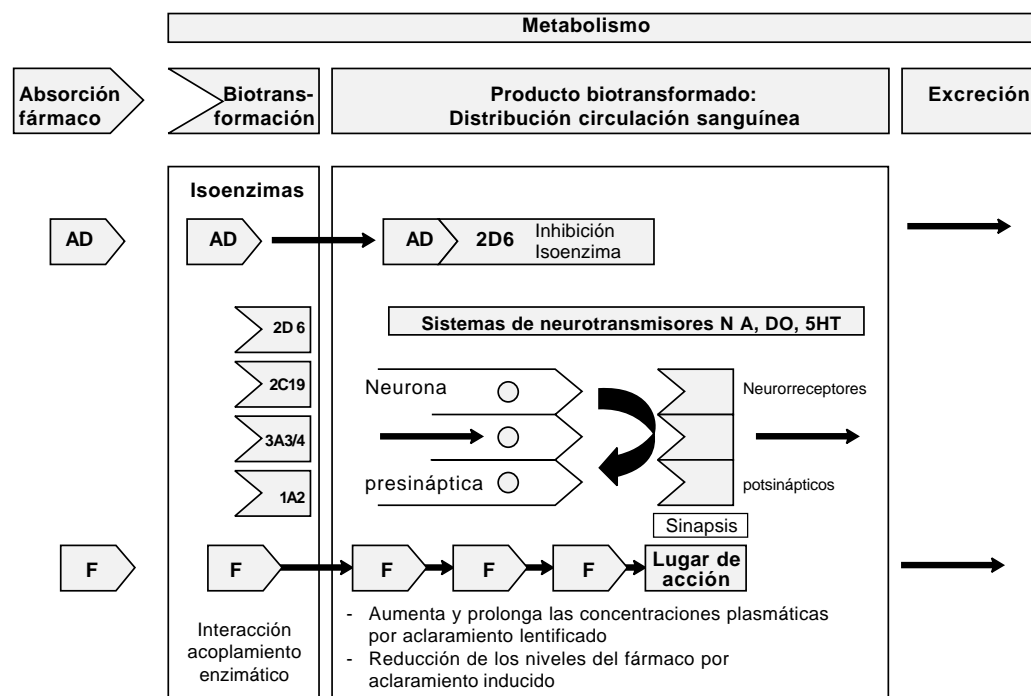 Metabolismo
Absorción
fármaco
Biotrans-
formación
Producto biotransformado:
Distribución circulación sanguínea
Excreción
Isoenzimas
AD
AD
AD
2D6
Inhibición
Isoenzima
2D 6
2C19
3A3/4
1A2
Sistemas de neurotransmisores N A, DO, 5HT
Neurona
presináptica
Neurorreceptores
potsinápticos
Sinapsis
F
F
F
F
F
Lugar de
acción
Interacción
acoplamiento
enzimático
- Aumenta y prolonga las concentraciones plasmáticas
por aclaramiento lentificado
- Reducción de los niveles del fármaco por
aclaramiento inducido